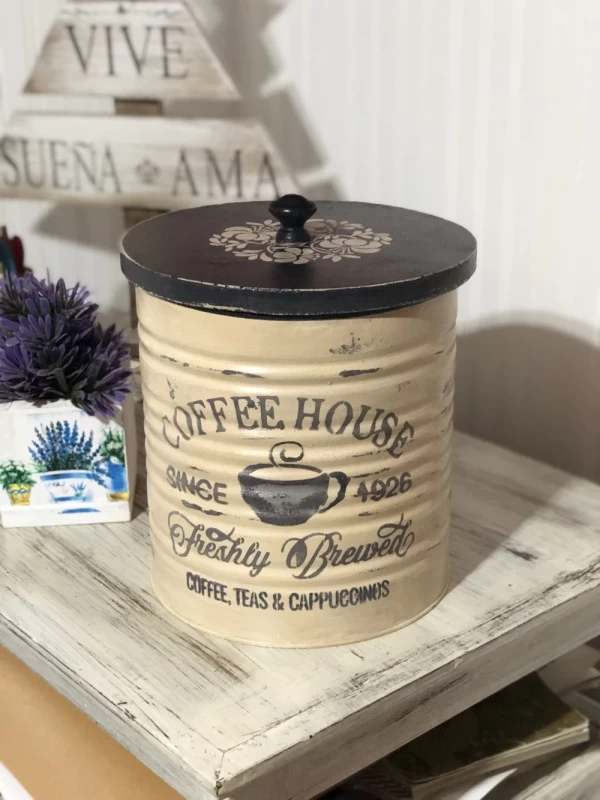 VIVE
SUEÑA AMA
COFFEE HOUSE
SINCE 1926
Freshly Brewed
COFFEE, TEAS & CAPPUCCINOS